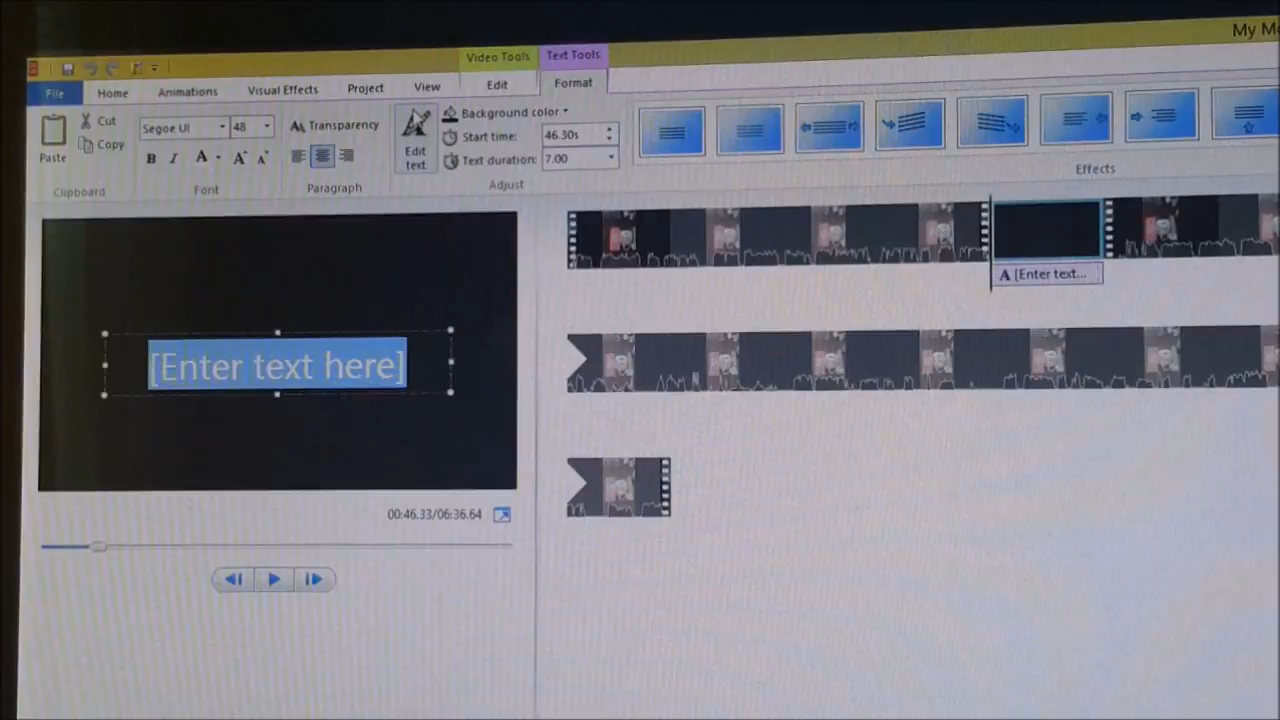 My Mo
Video Tools
Text Tools
File
Home
Animations
Visual Effects
Project
View
Edit
Format
Paste
Cut
Copy
Clipboard
Segoe UI
48
B
I
A
A
A
Font
Transparency
Paragraph
Edit text
Background color
Start time:
46.30s
Text duration:
7.00
Adjust
Effects
A [Enter text...
[Enter text here]
00:46.33/06:36.64